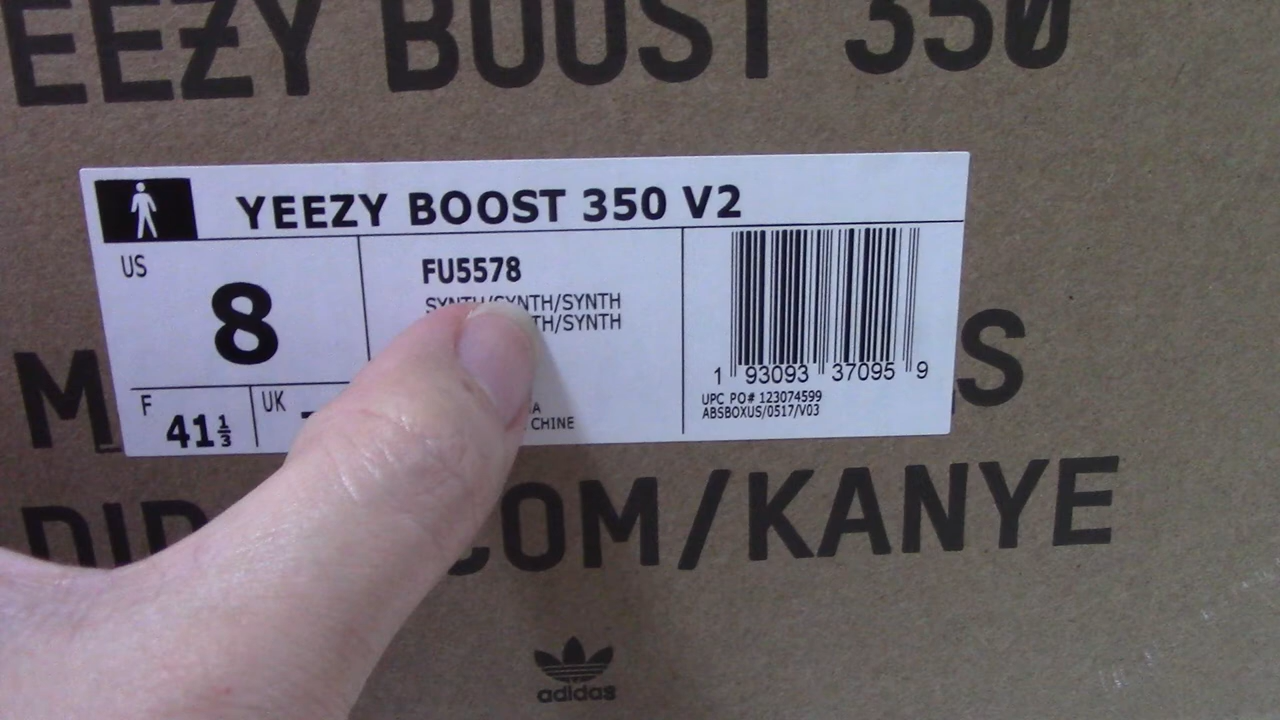 EEZY BOOST 350
YEEZY BOOST 350 V2
US
8
F
41⅓
UK
FU5578
SYNTH/SYNTH/SYNTH
TH/SYNTH
CHINE
1 93093 37095 9
UPC PO# 123074599
ABSBOXUS/0517/V03
M S
DID COM/KANYE
adidas